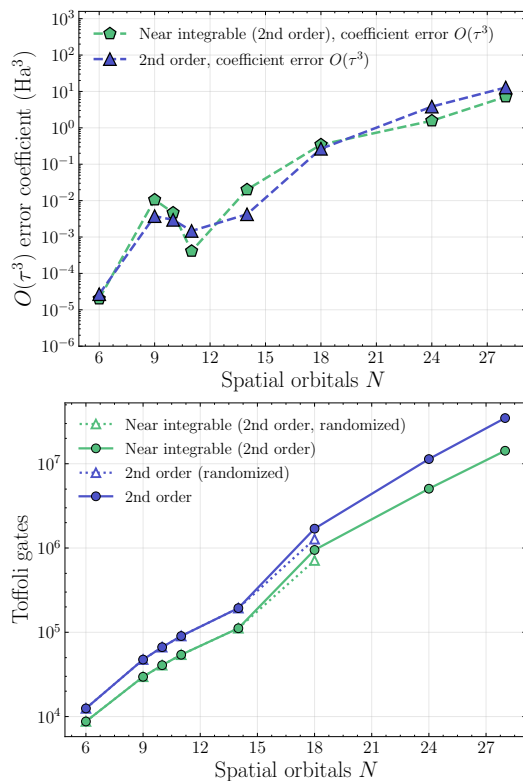 10³
10²
10¹
10⁰
10⁻¹
10⁻²
10⁻³
10⁻⁴
10⁻⁵
10⁻⁶
O(τ³) error coefficient (Ha³)
Near integrable (2nd order), coefficient error O(τ³)
2nd order, coefficient error O(τ³)
6 9 12 15 18 21 24 27
Spatial orbitals N
10⁷
10⁶
10⁵
10⁴
Toffoli gates
Near integrable (2nd order, randomized)
Near integrable (2nd order)
2nd order (randomized)
2nd order
6 9 12 15 18 21 24 27
Spatial orbitals N